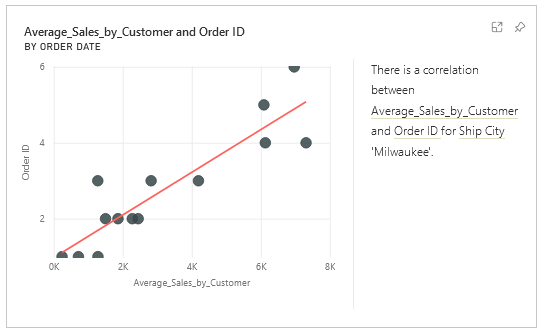 Average_Sales_by_Customer and Order ID
BY ORDER DATE
There is a correlation
between
Average_Sales_by_Customer
and Order ID for Ship City
'Milwaukee'.
6
4
2
Order ID
0K 2K 4K 6K 8K
Average_Sales_by_Customer